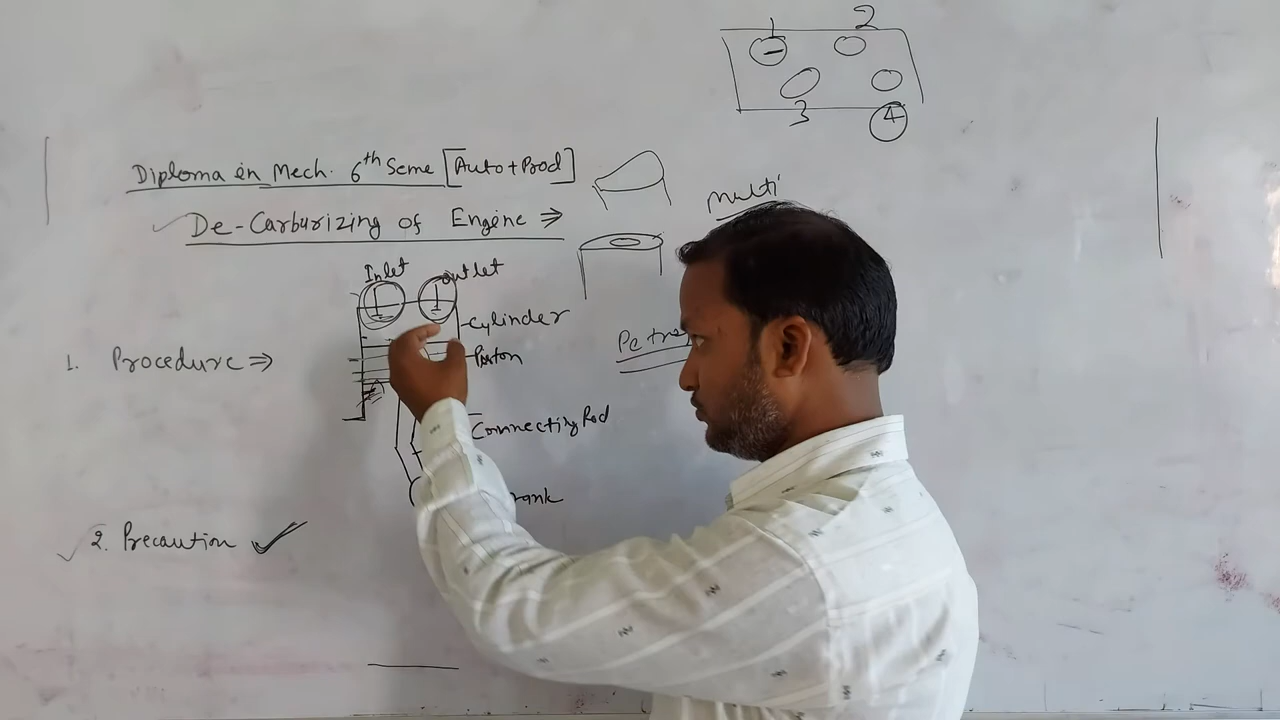 1 2
3 4
Diploma in Mech. 6th Seme [Auto+Prod]
multi
De-Carburizing of Engine ⇒
Inlet outlet
Cylinder
Piston
1. Procedure ⇒
Connecting Rod
2. Precaution ✓